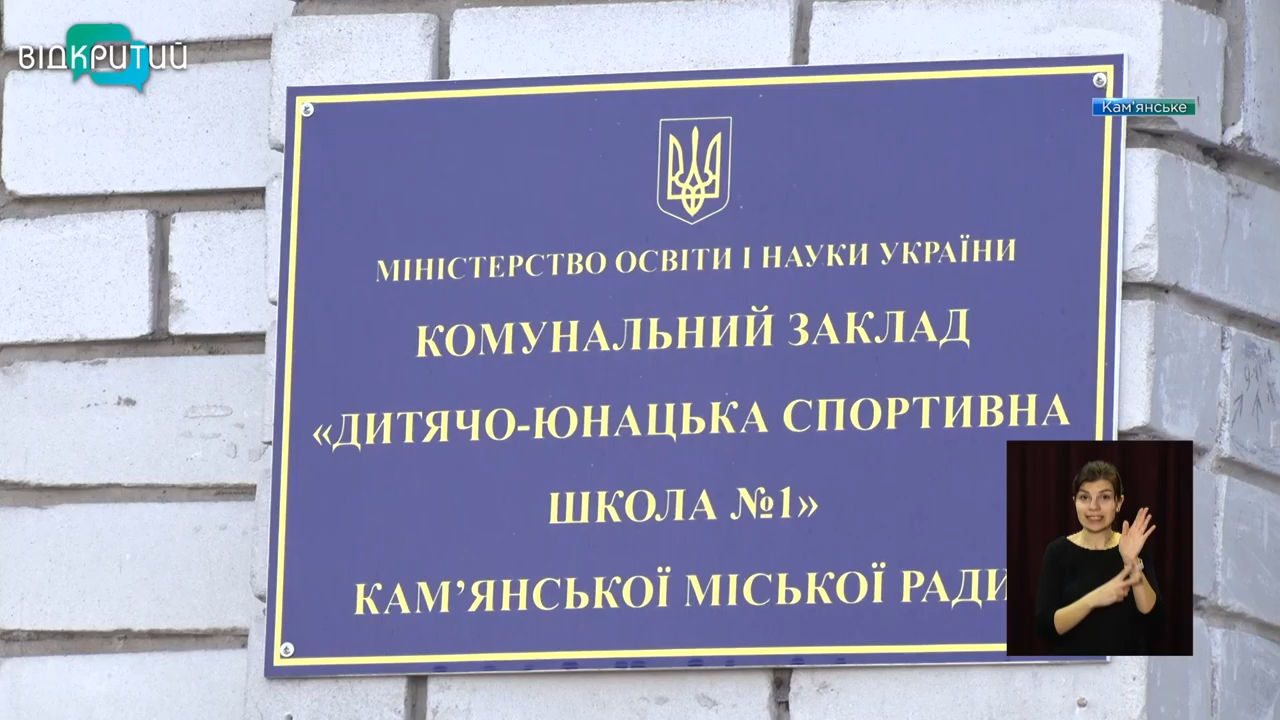 ВІДКРИТИЙ
Кам'янське
МІНІСТЕРСТВО ОСВІТИ І НАУКИ УКРАЇНИ
КОМУНАЛЬНИЙ ЗАКЛАД
«ДИТЯЧО-ЮНАЦЬКА СПОРТИВНА
ШКОЛА №1»
КАМ’ЯНСЬКОЇ МІСЬКОЇ РАДИ